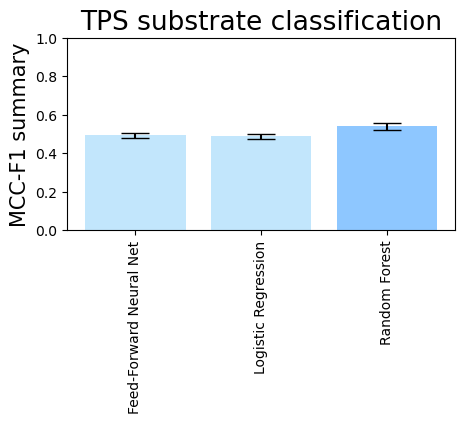 TPS substrate classification
MCC-F1 summary
1.0
0.8
0.6
0.4
0.2
0.0
Feed-Forward Neural Net
Logistic Regression
Random Forest